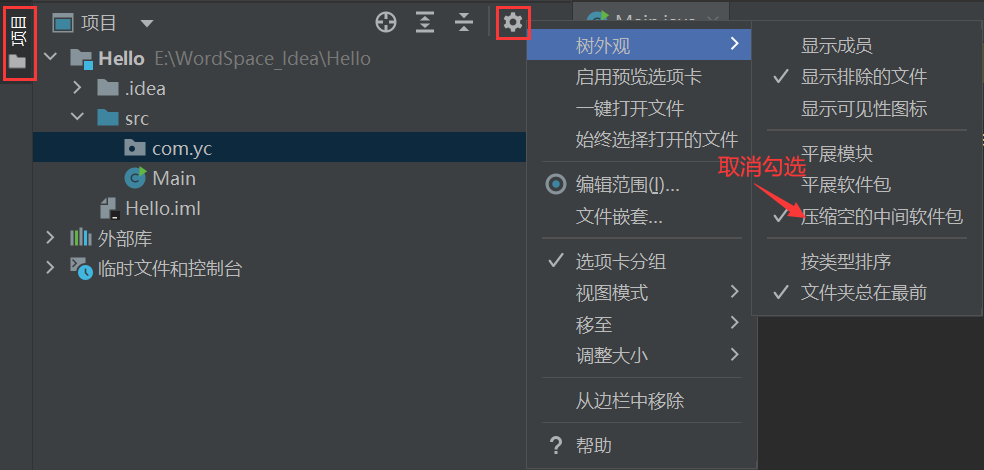 项目
项目
Main.java
Hello E:\WordSpace_Idea\Hello
.idea
src
com.yc
Main
Hello.iml
外部库
临时文件和控制台
树外观
启用预览选项卡
一键打开文件
始终选择打开的文件
编辑范围(I)...
文件嵌套...
选项卡分组
视图模式
移至
调整大小
从边栏中移除
? 帮助
显示成员
显示排除的文件
显示可见性图标
平展模块
取消勾选
平展软件包
压缩空的中间软件包
按类型排序
文件夹总在最前